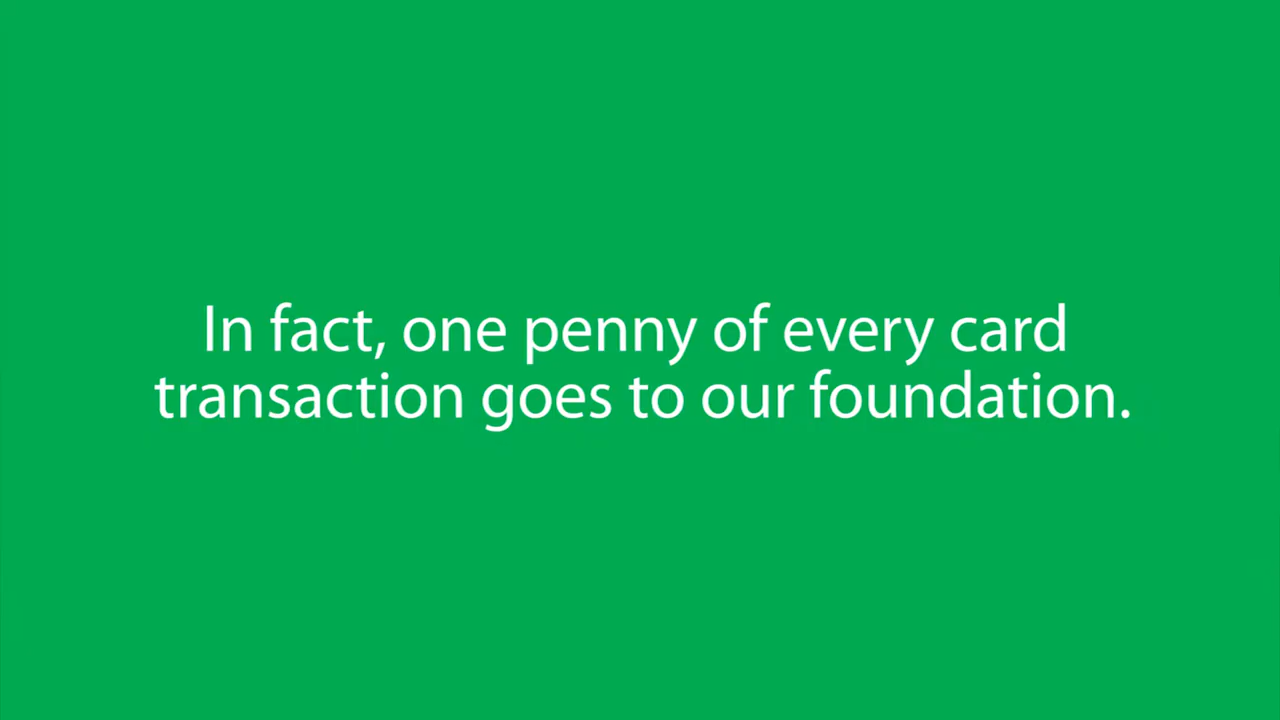 In fact, one penny of every card
transaction goes to our foundation.